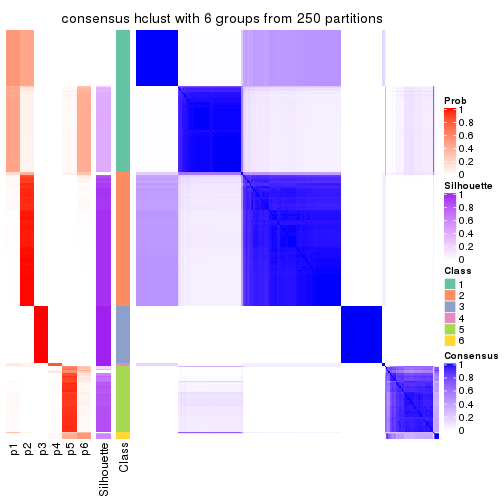 consensus hclust with 6 groups from 250 partitions
Prob
1
0.8
0.6
0.4
0.2
0
Silhouette
1
0.8
0.6
0.4
0.2
0
Class
1
2
3
4
5
6
Consensus
1
0.8
0.6
0.4
0.2
0
p1
p2
p3
p4
p5
p6
Silhouette
Class